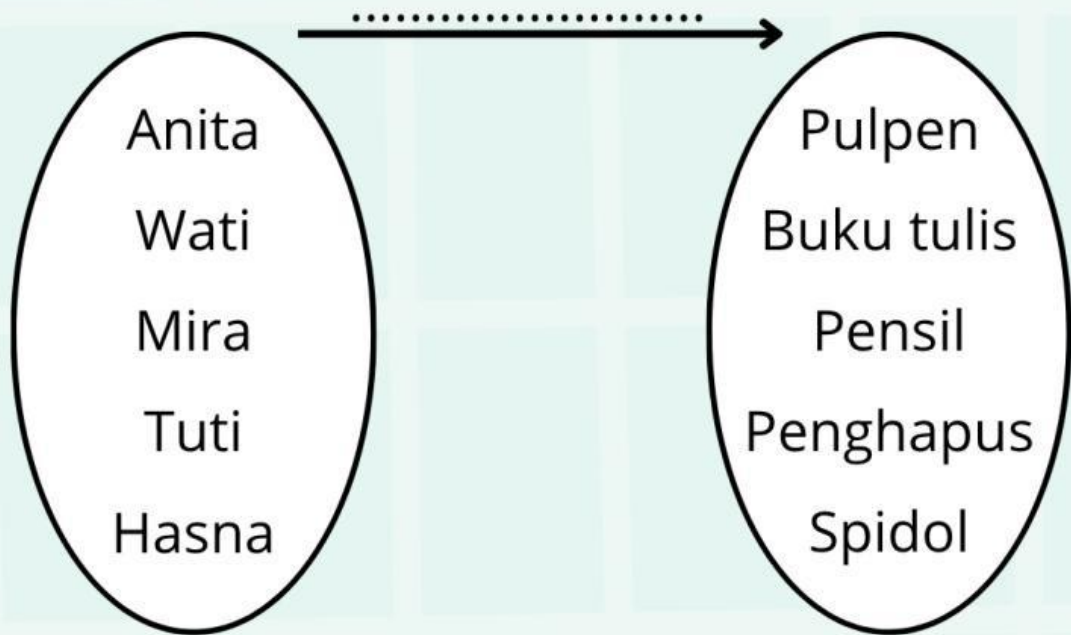 .......................
Anita
Wati
Mira
Tuti
Hasna
Pulpen
Buku tulis
Pensil
Penghapus
Spidol